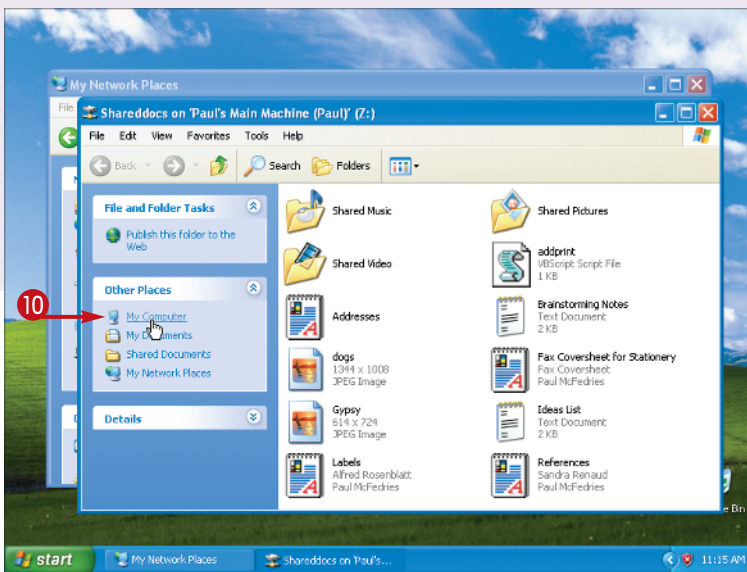 My Network Places
File
Shareddocs on 'Paul's Main Machine (Paul)' (Z:)
File Edit View Favorites Tools Help
Back Search Folders
File and Folder Tasks
Publish this folder to the
Web
Other Places
10
My Computer
My Documents
Shared Documents
My Network Places
Details
Shared Music
Shared Pictures
Shared Video
addprint
VBScript Script File
1 KB
Addresses
Brainstorming Notes
Text Document
2 KB
dogs
1344 x 1008
JPEG Image
Fax Coversheet for Stationery
Fax Coversheet
Paul McFedries
Gypsy
614 x 724
JPEG Image
Ideas List
Text Document
2 KB
Labels
Alfred Rosenblatt
Paul McFedries
References
Sandra Renaud
Paul McFedries
e Bin
start My Network Places Shareddocs on 'Paul's... 11:15 AM